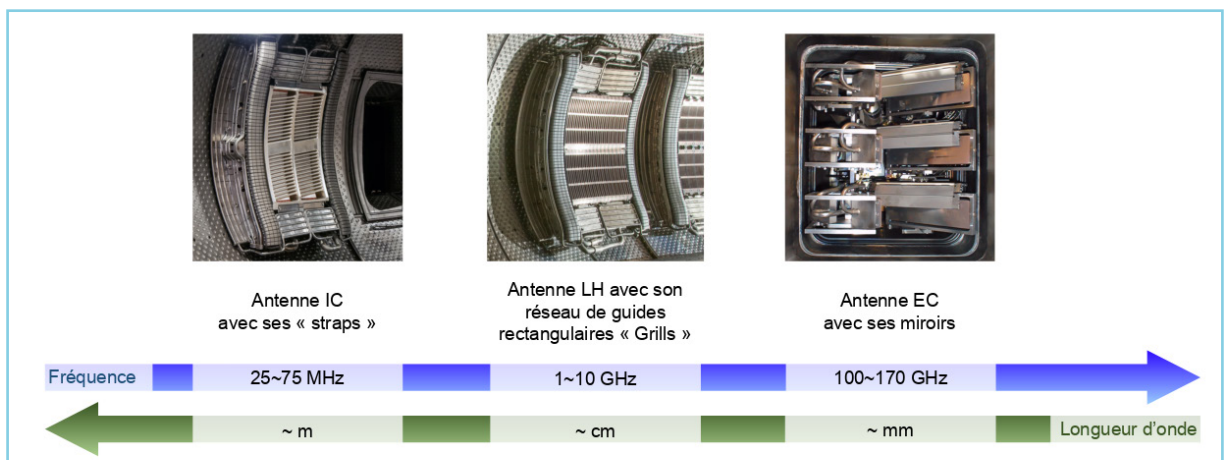 Antenne IC
avec ses « straps »
Antenne LH avec son
réseau de guides
rectangulaires « Grills »
Antenne EC
avec ses miroirs
Fréquence
25~75 MHz
1~10 GHz
100~170 GHz
~ m
~ cm
~ mm
Longueur d'onde